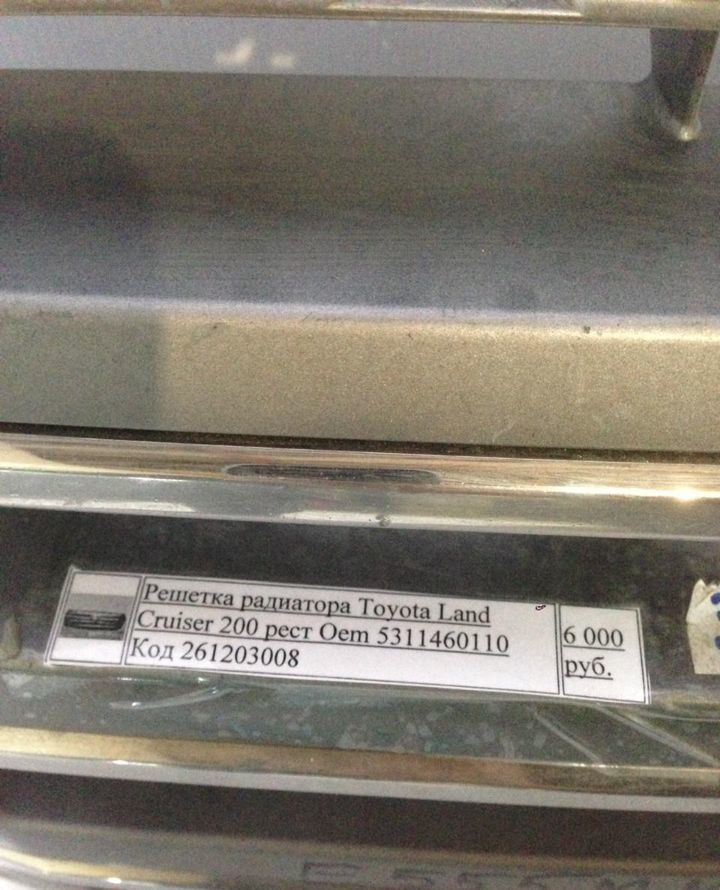 Решетка радиатора Toyota Land
Cruiser 200 рест Oem 5311460110
Код 261203008
6 000
руб.